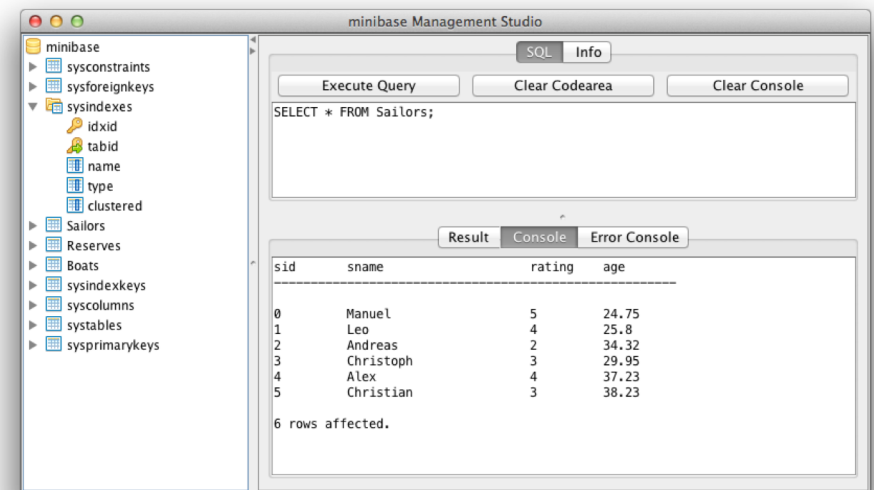 minibase Management Studio
minibase
sysconstraints
sysforeignkeys
sysindexes
idxid
tabid
name
type
clustered
Sailors
Reserves
Boats
sysindexkeys
syscolumns
systables
sysprimarykeys
SQL Info
Execute Query Clear Codearea Clear Console
SELECT * FROM Sailors;
Result Console Error Console
sid sname rating age
0 Manuel 5 24.75
1 Leo 4 25.8
2 Andreas 2 34.32
3 Christoph 3 29.95
4 Alex 4 37.23
5 Christian 3 38.23
6 rows affected.